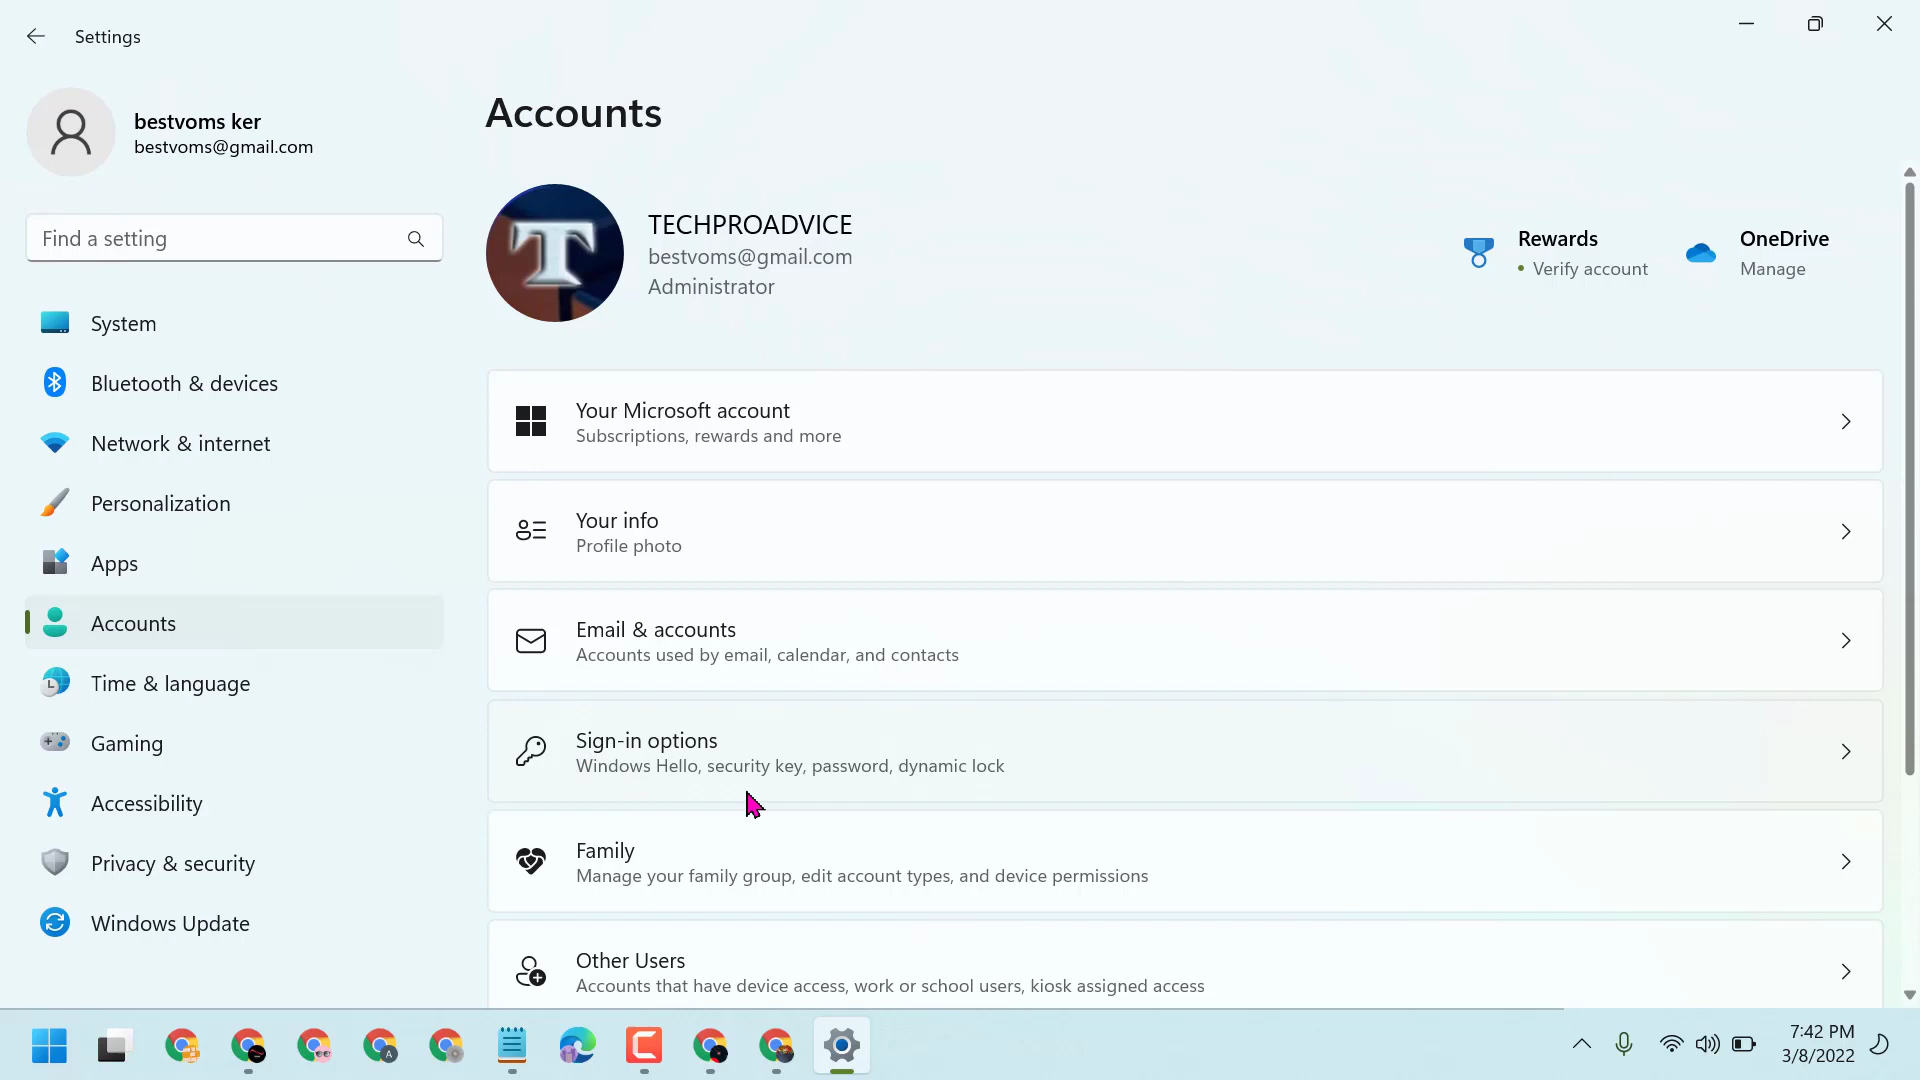 Settings
bestvoms ker
bestvoms@gmail.com
Find a setting
System
Bluetooth & devices
Network & internet
Personalization
Apps
Accounts
Time & language
Gaming
Accessibility
Privacy & security
Windows Update
Accounts
T
TECHPROADVICE
bestvoms@gmail.com
Administrator
Rewards
• Verify account
OneDrive
Manage
Your Microsoft account
Subscriptions, rewards and more
Your info
Profile photo
Email & accounts
Accounts used by email, calendar, and contacts
Sign-in options
Windows Hello, security key, password, dynamic lock
Family
Manage your family group, edit account types, and device permissions
Other Users
Accounts that have device access, work or school users, kiosk assigned access
A
7:42 PM
3/8/2022